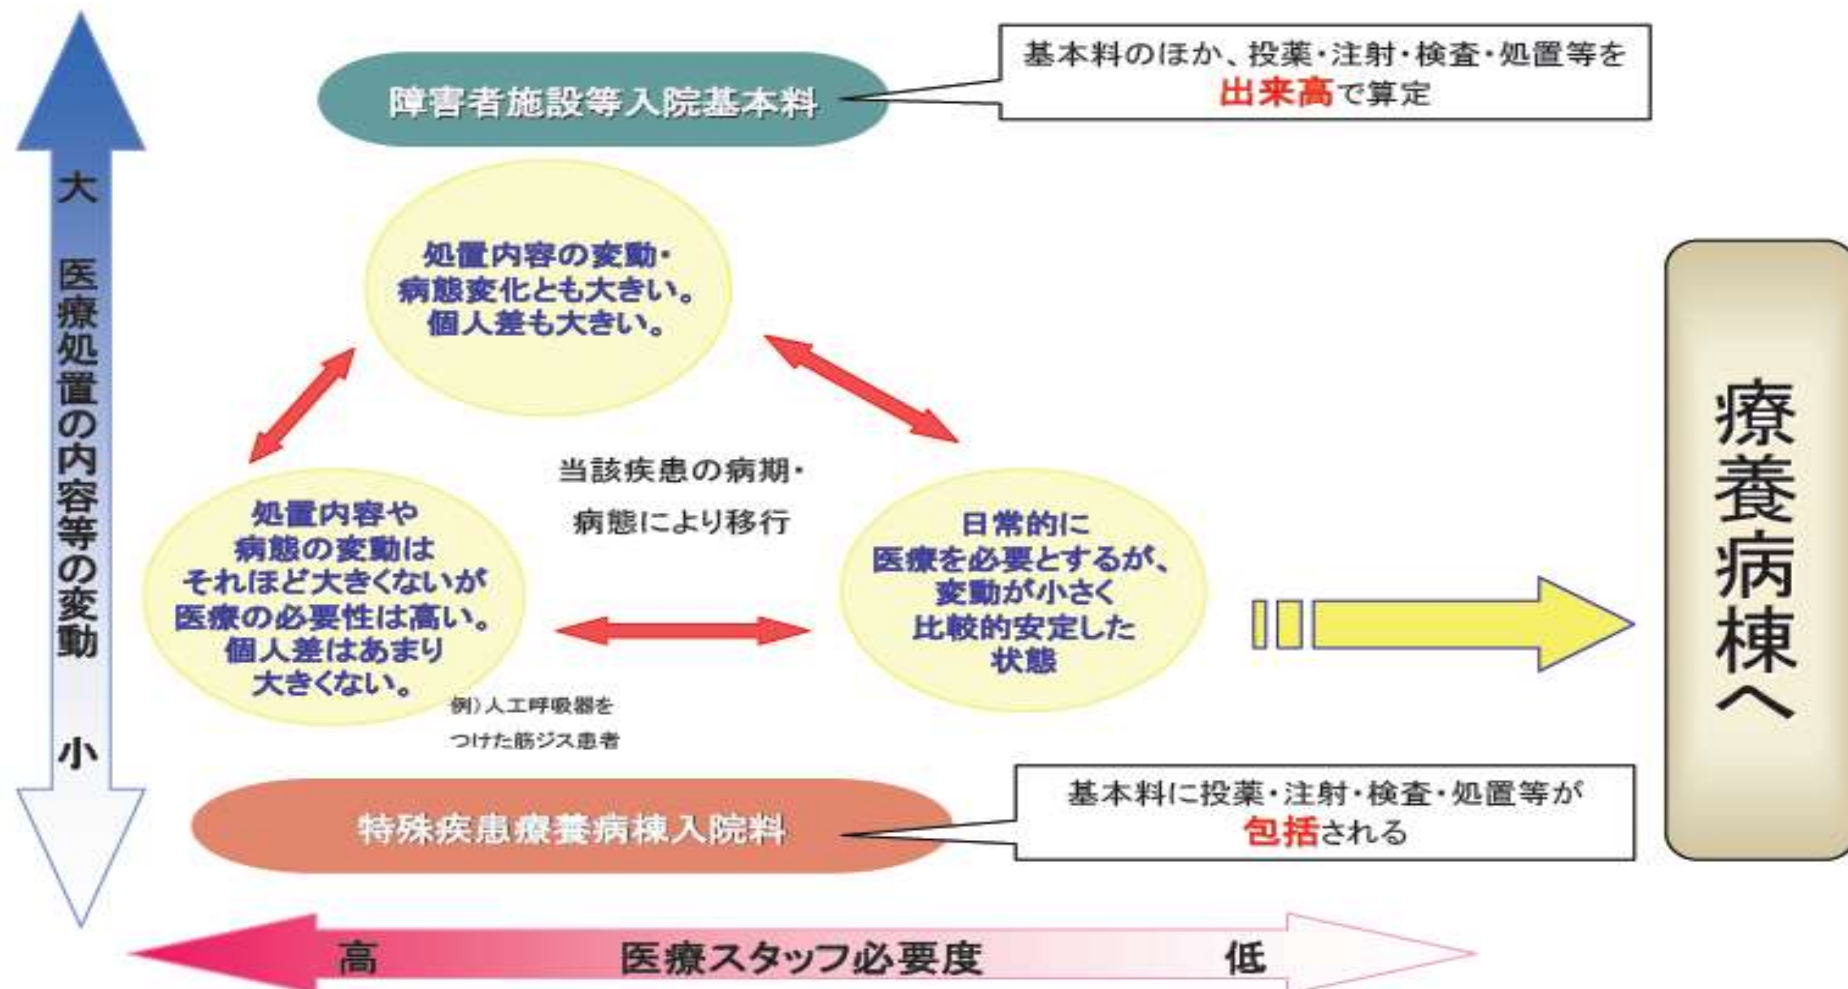 基本料のほか、投薬・注射・検査・処置等を
出来高で算定
障害者施設等入院基本料
大 医療処置の内容等の変動 小
処置内容の変動・
病態変化とも大きい。
個人差も大きい。
当該疾患の病期・
病態により移行
処置内容や
病態の変動は
それほど大きくないが
医療の必要性は高い。
個人差はあまり
大きくない。
例）人工呼吸器を
つけた筋ジス患者
日常的に
医療を必要とするが、
変動が小さく
比較的安定した
状態
療養病棟へ
特殊疾患療養病棟入院料
基本料に投薬・注射・検査・処置等が
包括される
高 医療スタッフ必要度 低